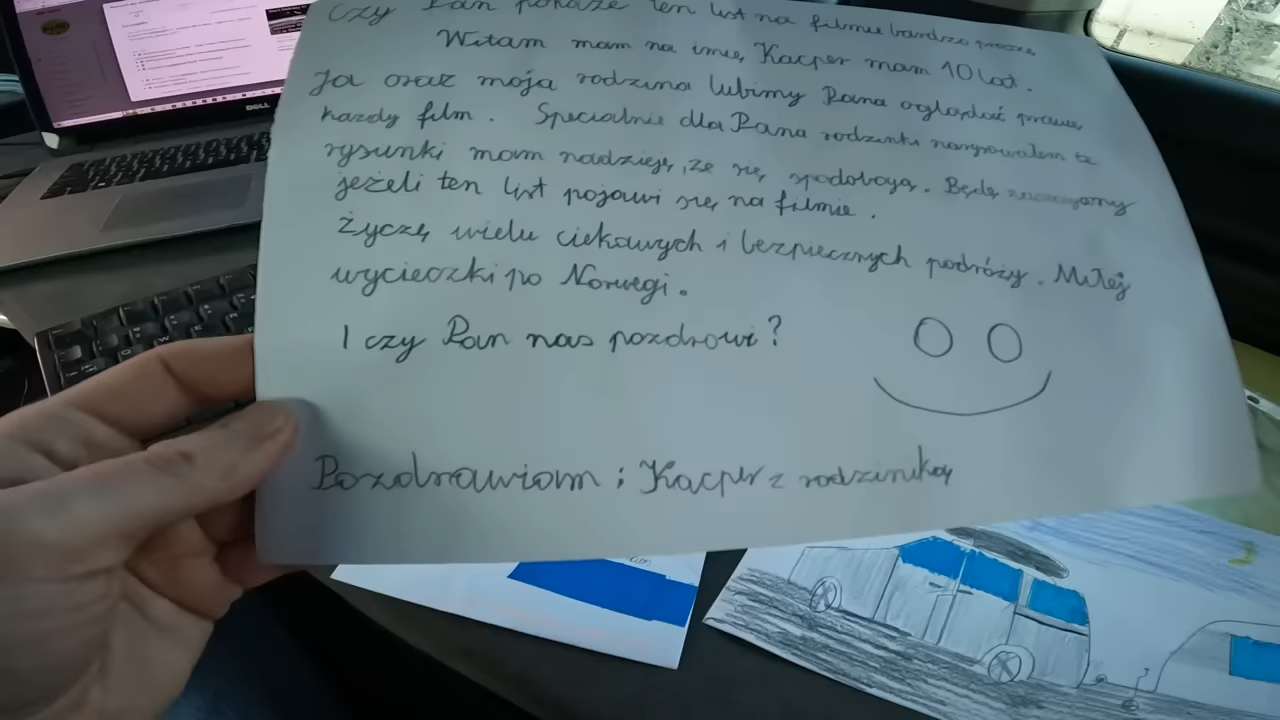 Czy Pan pokaże ten list na filmie bardzo proszę
Witam mam na imię Kacper mam 10 lat.
Ja oraz moja rodzina lubimy Pana oglądać prawie
każdy film. Specialnie dla Pana rodzinki narysowałem te
rysunki mam nadzieję, że się spodobają. Będę
jeżeli ten list pojawi się na filmie.
życzę wielu ciekawych i bezpiecznych podróży. Miłej
wycieczki po Norwegi.
I czy Pan nas pozdrowi?
Pozdrawiam: Kacper z rodzinką
DELL